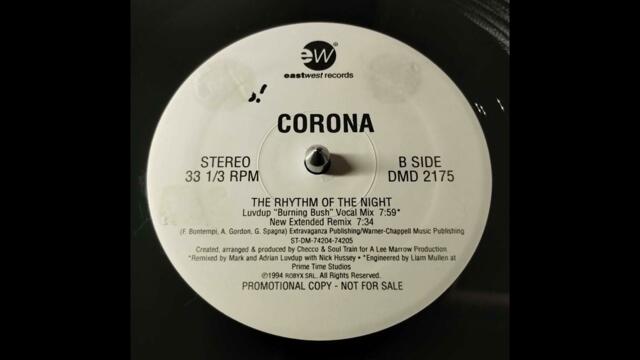 ew®
eastwest records
o!
CORONA
STEREO
33 1/3 RPM
B SIDE
DMD 2175
THE RHYTHM OF THE NIGHT
Luvdup "Burning Bush" Vocal Mix 7:59*
New Extended Remix 7:34
(F. Bontempi, A. Gordon, G. Spagna) Extravaganza Publishing/Warner-Chappell Music Publishing
ST-DM-74204-74205
Created, arranged & produced by Checco & Soul Train for A Lee Marrow Production
*Remixed by Mark and Adrian Luvdup with Nick Hussey • *Engineered by Liam Mullen at
Prime Time Studios
℗1994 ROBYX SRL. All Rights Reserved.
PROMOTIONAL COPY - NOT FOR SALE